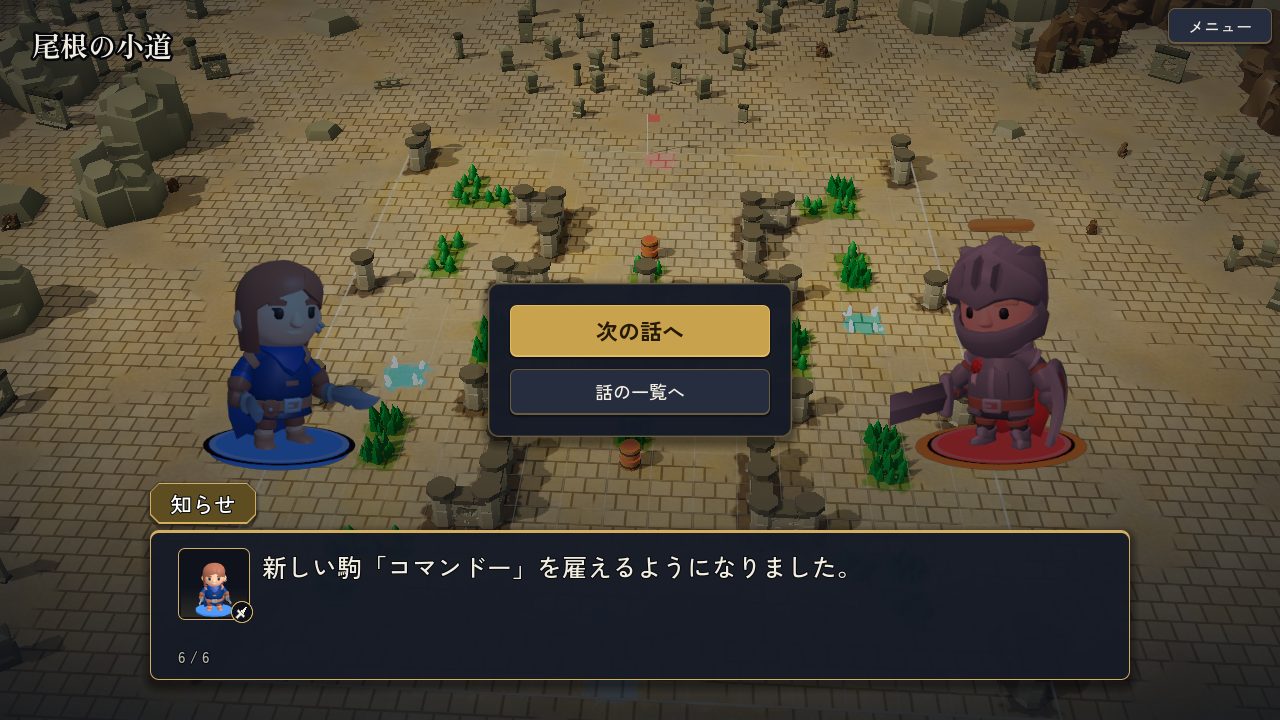 尾根の小道
メニュー
次の話へ
話の一覧へ
知らせ
新しい駒「コマンドー」を雇えるようになりました。
6 / 6